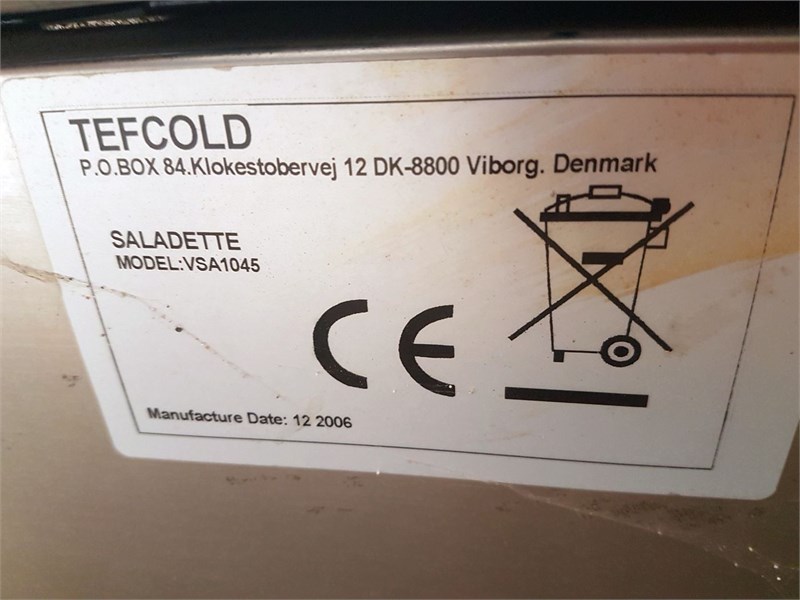 TEFCOLD
P.O.BOX 84.Klokestobervej 12 DK-8800 Viborg. Denmark
SALADETTE
MODEL:VSA1045
CE
Manufacture Date: 12 2006